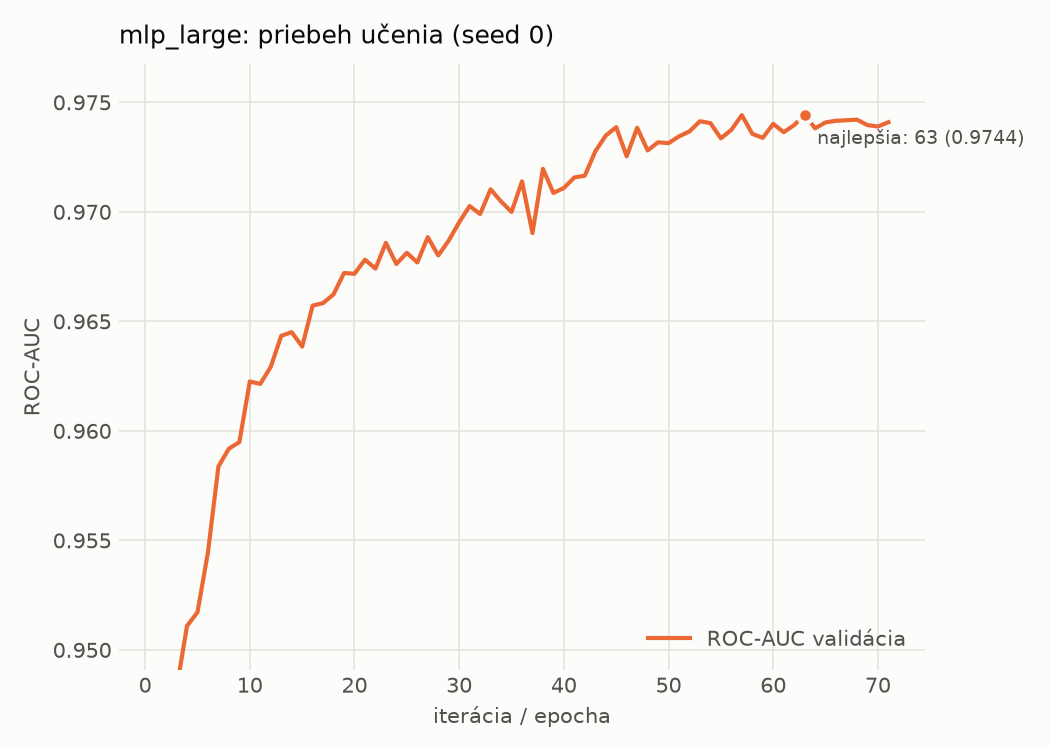 mlp_large: priebeh učenia (seed 0)
0.975
najlepšia: 63 (0.9744)
0.970
0.965
ROC-AUC
0.960
0.955
0.950
ROC-AUC validácia
0 10 20 30 40 50 60 70
iterácia / epocha